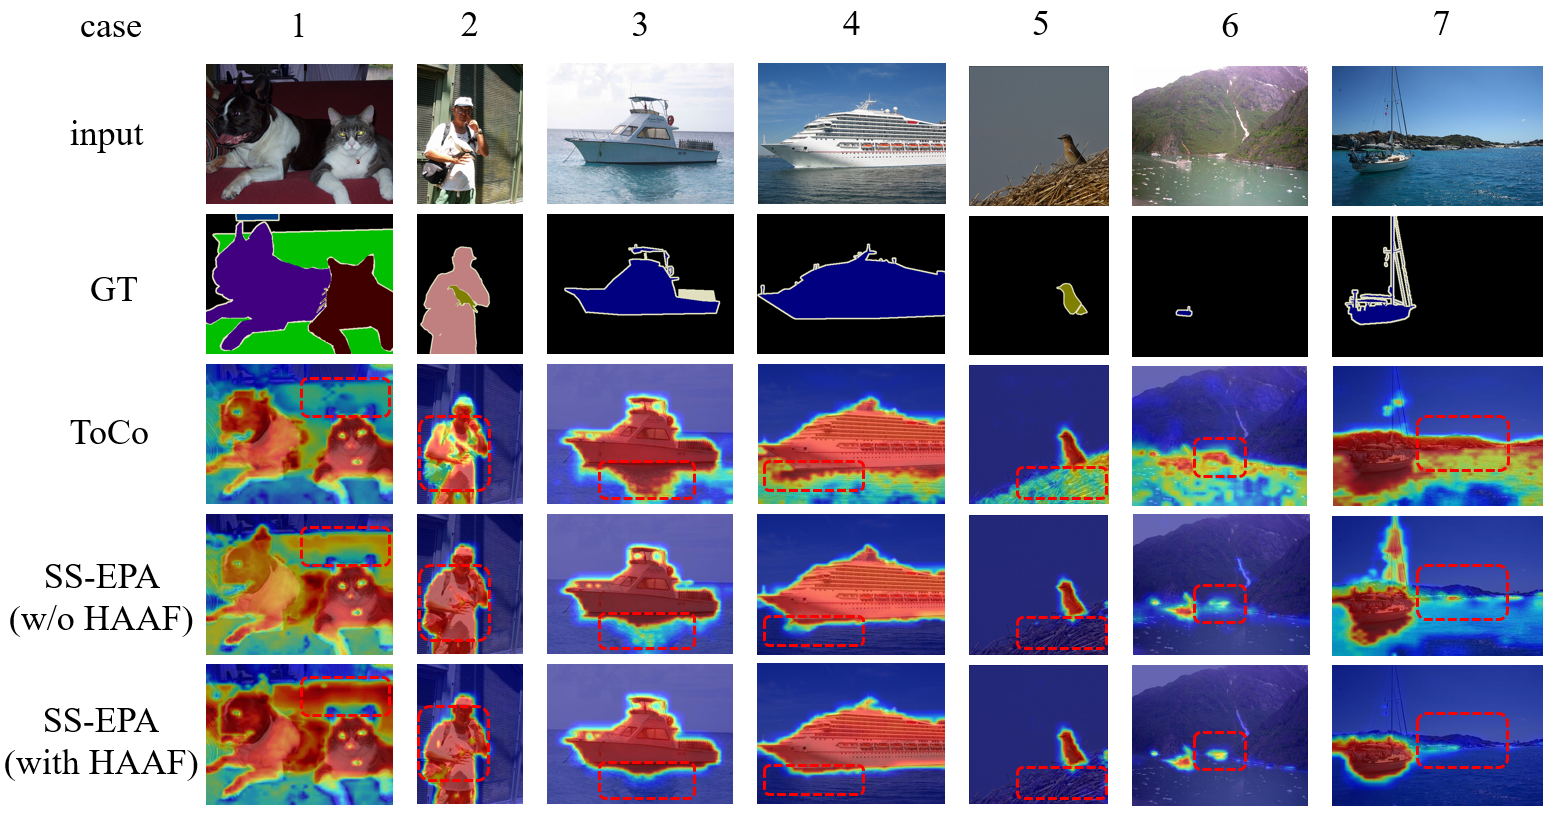 case 1 2 3 4 5 6 7
input
GT
ToCo
SS-EPA
(w/o HAAF)
SS-EPA
(with HAAF)